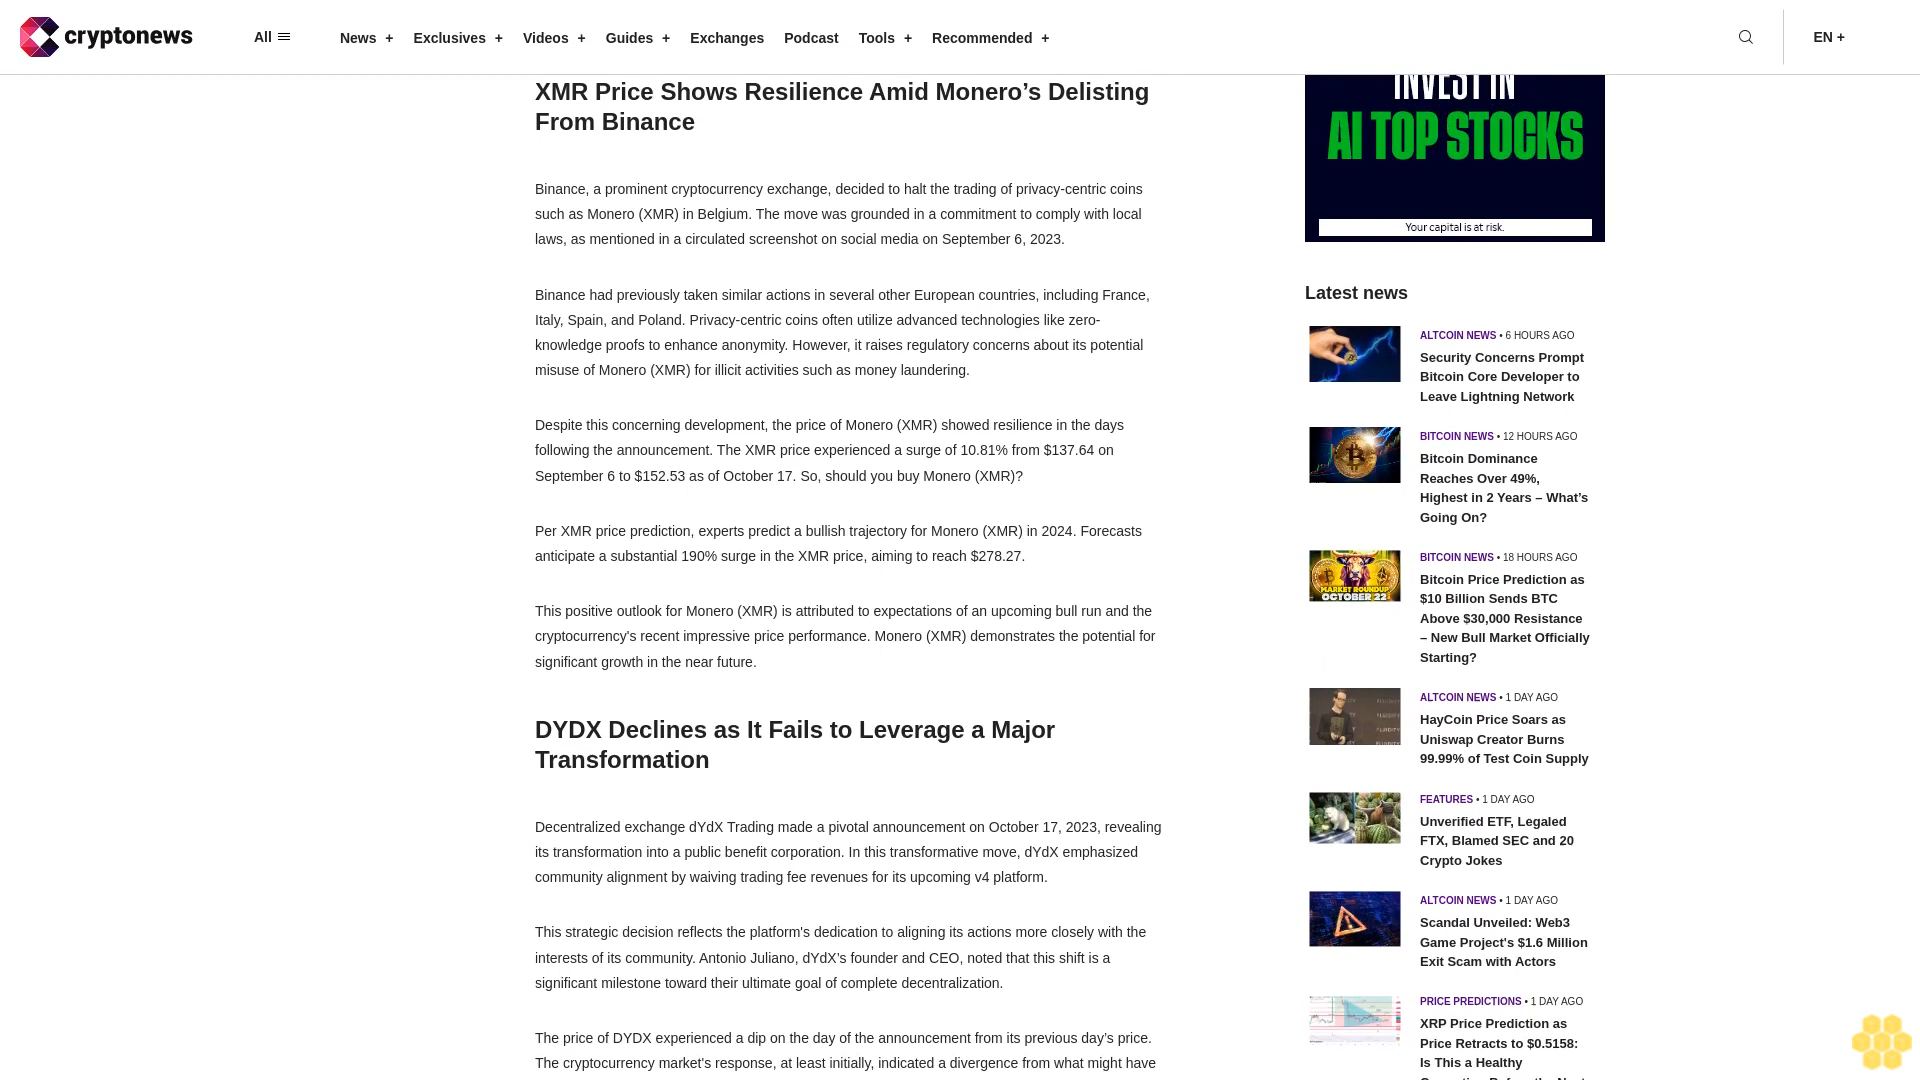 cryptonews
All
News +
Exclusives +
Videos +
Guides +
Exchanges
Podcast
Tools +
Recommended +
EN +
XMR Price Shows Resilience Amid Monero’s Delisting
From Binance
Binance, a prominent cryptocurrency exchange, decided to halt the trading of privacy-centric coins
such as Monero (XMR) in Belgium. The move was grounded in a commitment to comply with local
laws, as mentioned in a circulated screenshot on social media on September 6, 2023.
Binance had previously taken similar actions in several other European countries, including France,
Italy, Spain, and Poland. Privacy-centric coins often utilize advanced technologies like zero-
knowledge proofs to enhance anonymity. However, it raises regulatory concerns about its potential
misuse of Monero (XMR) for illicit activities such as money laundering.
Despite this concerning development, the price of Monero (XMR) showed resilience in the days
following the announcement. The XMR price experienced a surge of 10.81% from $137.64 on
September 6 to $152.53 as of October 17. So, should you buy Monero (XMR)?
Per XMR price prediction, experts predict a bullish trajectory for Monero (XMR) in 2024. Forecasts
anticipate a substantial 190% surge in the XMR price, aiming to reach $278.27.
This positive outlook for Monero (XMR) is attributed to expectations of an upcoming bull run and the
cryptocurrency's recent impressive price performance. Monero (XMR) demonstrates the potential for
significant growth in the near future.
DYDX Declines as It Fails to Leverage a Major
Transformation
Decentralized exchange dYdX Trading made a pivotal announcement on October 17, 2023, revealing
its transformation into a public benefit corporation. In this transformative move, dYdX emphasized
community alignment by waiving trading fee revenues for its upcoming v4 platform.
This strategic decision reflects the platform's dedication to aligning its actions more closely with the
interests of its community. Antonio Juliano, dYdX’s founder and CEO, noted that this shift is a
significant milestone toward their ultimate goal of complete decentralization.
The price of DYDX experienced a dip on the day of the announcement from its previous day’s price.
The cryptocurrency market's response, at least initially, indicated a divergence from what might have
INVEST IN
AI TOP STOCKS
Your capital is at risk.
Latest news
ALTCOIN NEWS • 6 HOURS AGO
Security Concerns Prompt
Bitcoin Core Developer to
Leave Lightning Network
BITCOIN NEWS • 12 HOURS AGO
Bitcoin Dominance
Reaches Over 49%,
Highest in 2 Years – What’s
Going On?
MARKET ROUNDUP
OCTOBER 22
BITCOIN NEWS • 18 HOURS AGO
Bitcoin Price Prediction as
$10 Billion Sends BTC
Above $30,000 Resistance
– New Bull Market Officially
Starting?
ALTCOIN NEWS • 1 DAY AGO
HayCoin Price Soars as
Uniswap Creator Burns
99.99% of Test Coin Supply
FEATURES • 1 DAY AGO
Unverified ETF, Legaled
FTX, Blamed SEC and 20
Crypto Jokes
ALTCOIN NEWS • 1 DAY AGO
Scandal Unveiled: Web3
Game Project's $1.6 Million
Exit Scam with Actors
PRICE PREDICTIONS • 1 DAY AGO
XRP Price Prediction as
Price Retracts to $0.5158:
Is This a Healthy